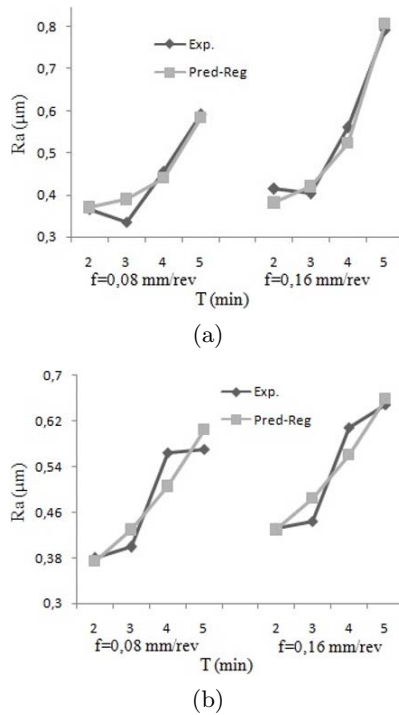 0,8
0,7
0,6
0,5
0,4
0,3
Ra (μm)
Exp.
Pred-Reg
2 3 4 5 2 3 4 5
f=0,08 mm/rev f=0,16 mm/rev
T (min)
(a)
0,7
0,62
0,54
0,46
0,38
0,3
Ra (μm)
Exp.
Pred-Reg
2 3 4 5 2 3 4 5
f=0,08 mm/rev f=0,16 mm/rev
T (min)
(b)